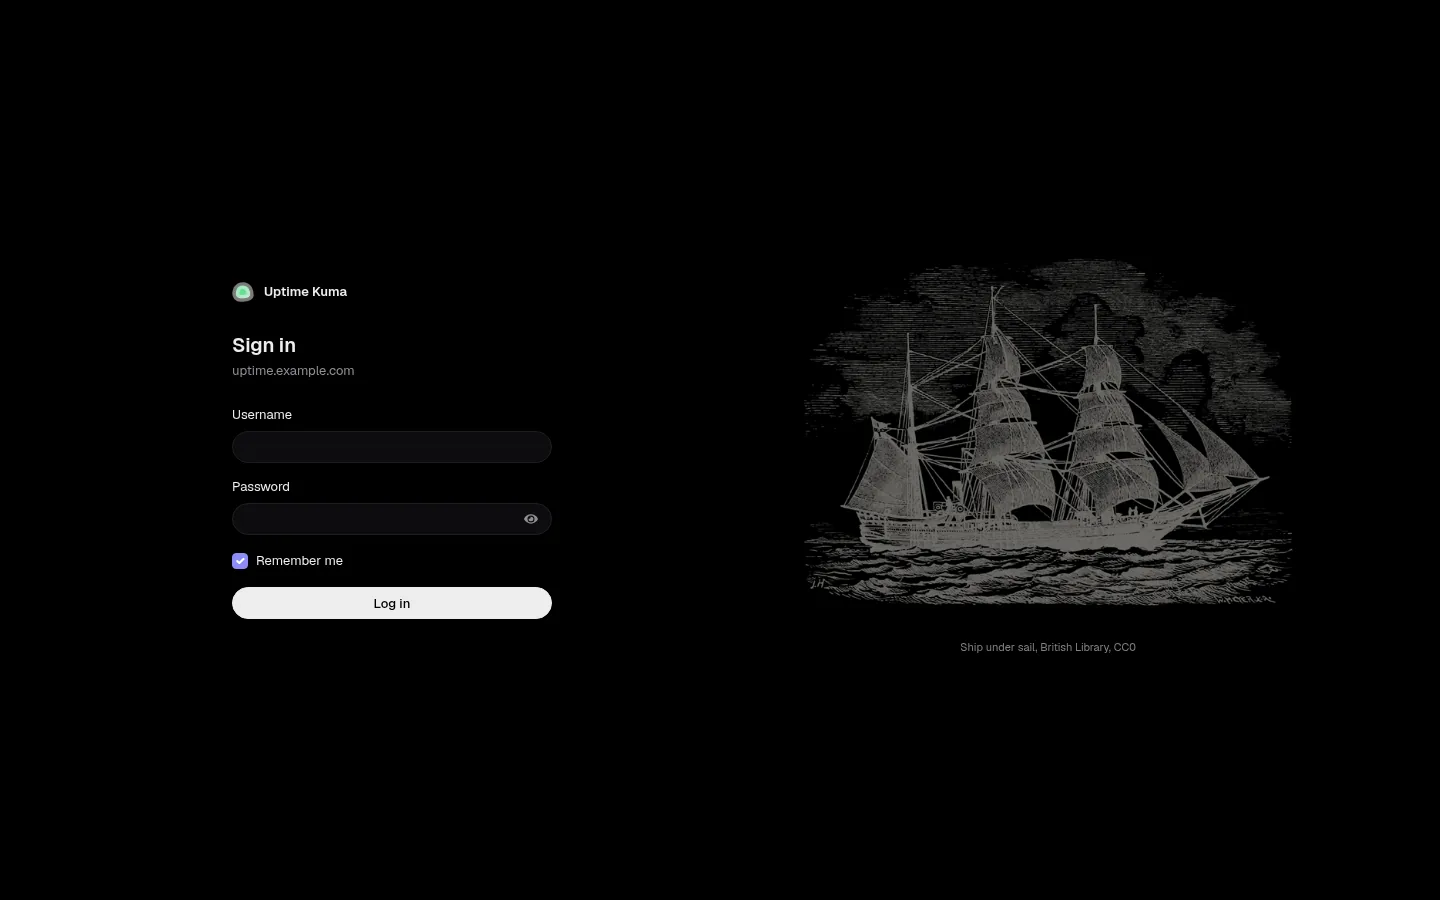 Uptime Kuma
Sign in
uptime.example.com
Username
Password
Remember me
Log in
J.H.
Ship under sail, British Library, CC0